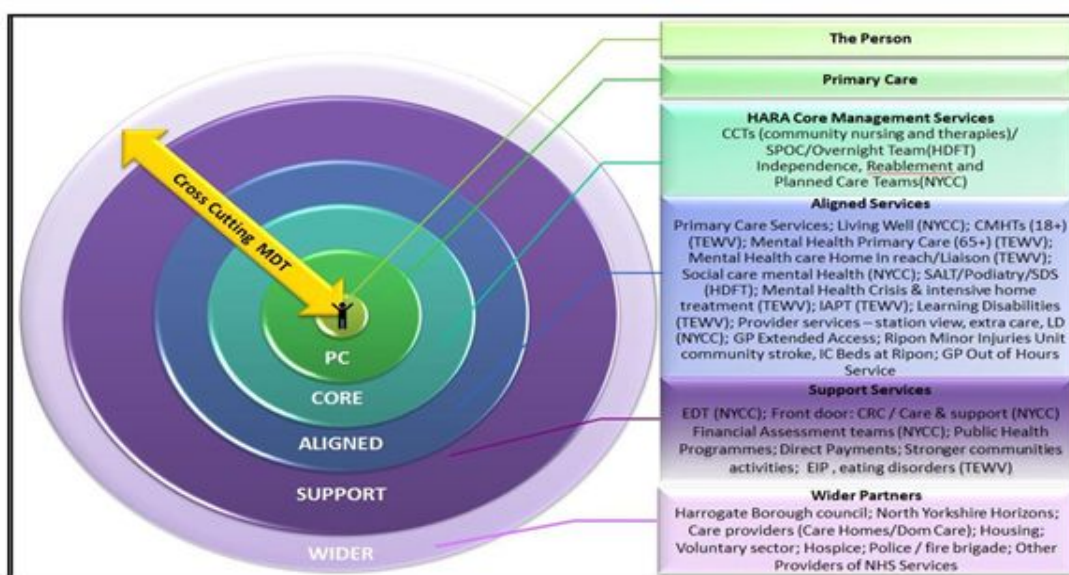 Cross Cutting MDT
PC
CORE
ALIGNED
SUPPORT
WIDER
The Person
Primary Care
HARA Core Management Services
CCTs (community nursing and therapies)/
SPOC/Overnight Team(HDFT)
Independence, Reablement and
Planned Care Teams(NYCC)
Aligned Services
Primary Care Services; Living Well (NYCC); CMHTs (18+)
(TEWV); Mental Health Primary Care (65+) (TEWV);
Mental Health care Home In reach/Liaison (TEWV);
Social care mental Health (NYCC); SALT/Podiatry/SDS
(HDFT); Mental Health Crisis & intensive home
treatment (TEWV); IAPT (TEWV); Learning Disabilities
(TEWV); Provider services – station view, extra care, LD
(NYCC); GP Extended Access; Ripon Minor Injuries Unit
community stroke, IC Beds at Ripon; GP Out of Hours
Service
Support Services
EDT (NYCC); Front door: CRC / Care & support (NYCC)
Financial Assessment teams (NYCC); Public Health
Programmes; Direct Payments; Stronger communities
activities; EIP , eating disorders (TEWV)
Wider Partners
Harrogate Borough council; North Yorkshire Horizons;
Care providers (Care Homes/Dom Care); Housing;
Voluntary sector; Hospice; Police / fire brigade; Other
Providers of NHS Services